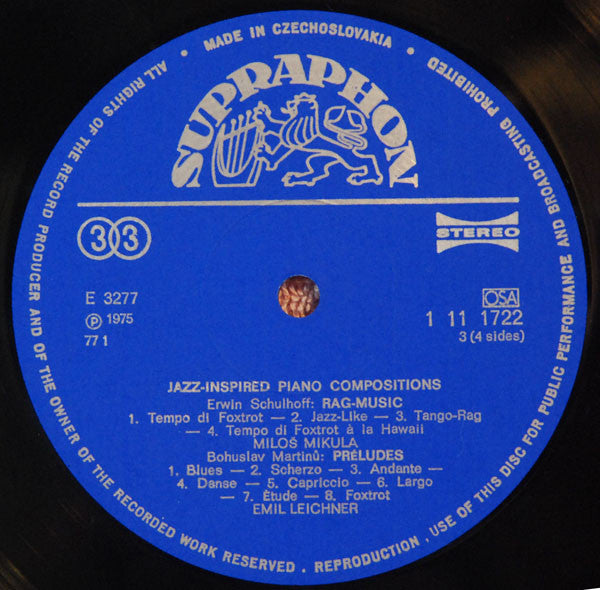 ALL RIGHTS OF THE RECORD PRODUCER AND OF THE OWNER OF THE RECORDED WORK RESERVED . REPRODUCTION , USE OF THIS DISC FOR PUBLIC PERFORMANCE AND BROADCASTING PROHIBITED
• MADE IN CZECHOSLOVAKIA •
SUPRAPHON
33
STEREO
E 3277
Ⓟ 1975
77 1
OSA
1 11 1722
3 (4 sides)
JAZZ-INSPIRED PIANO COMPOSITIONS
Erwin Schulhoff: RAG-MUSIC
1. Tempo di Foxtrot — 2. Jazz-Like — 3. Tango-Rag
— 4. Tempo di Foxtrot à la Hawaii
MILOŠ MIKULA
Bohuslav Martinů: PRÉLUDES
1. Blues — 2. Scherzo — 3. Andante —
4. Danse — 5. Capriccio — 6. Largo
— 7. Étude — 8. Foxtrot
EMIL LEICHNER